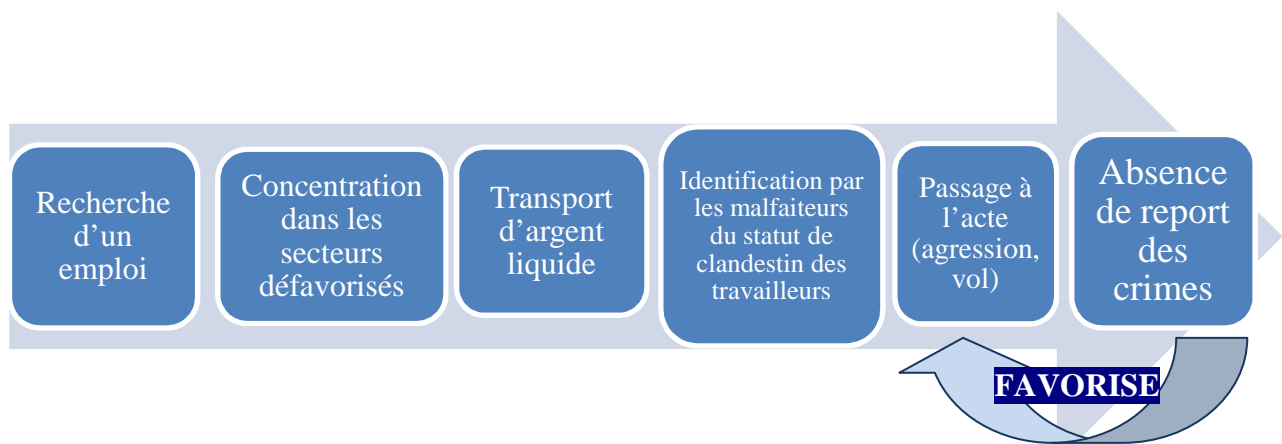 Recherche
d’un
emploi
Concentration
dans les
secteurs
défavorisés
Transport
d’argent
liquide
Identification par
les malfaiteurs
du statut de
clandestin des
travailleurs
Passage à
l’acte
(agression,
vol)
Absence
de report
des
crimes
FAVORISE